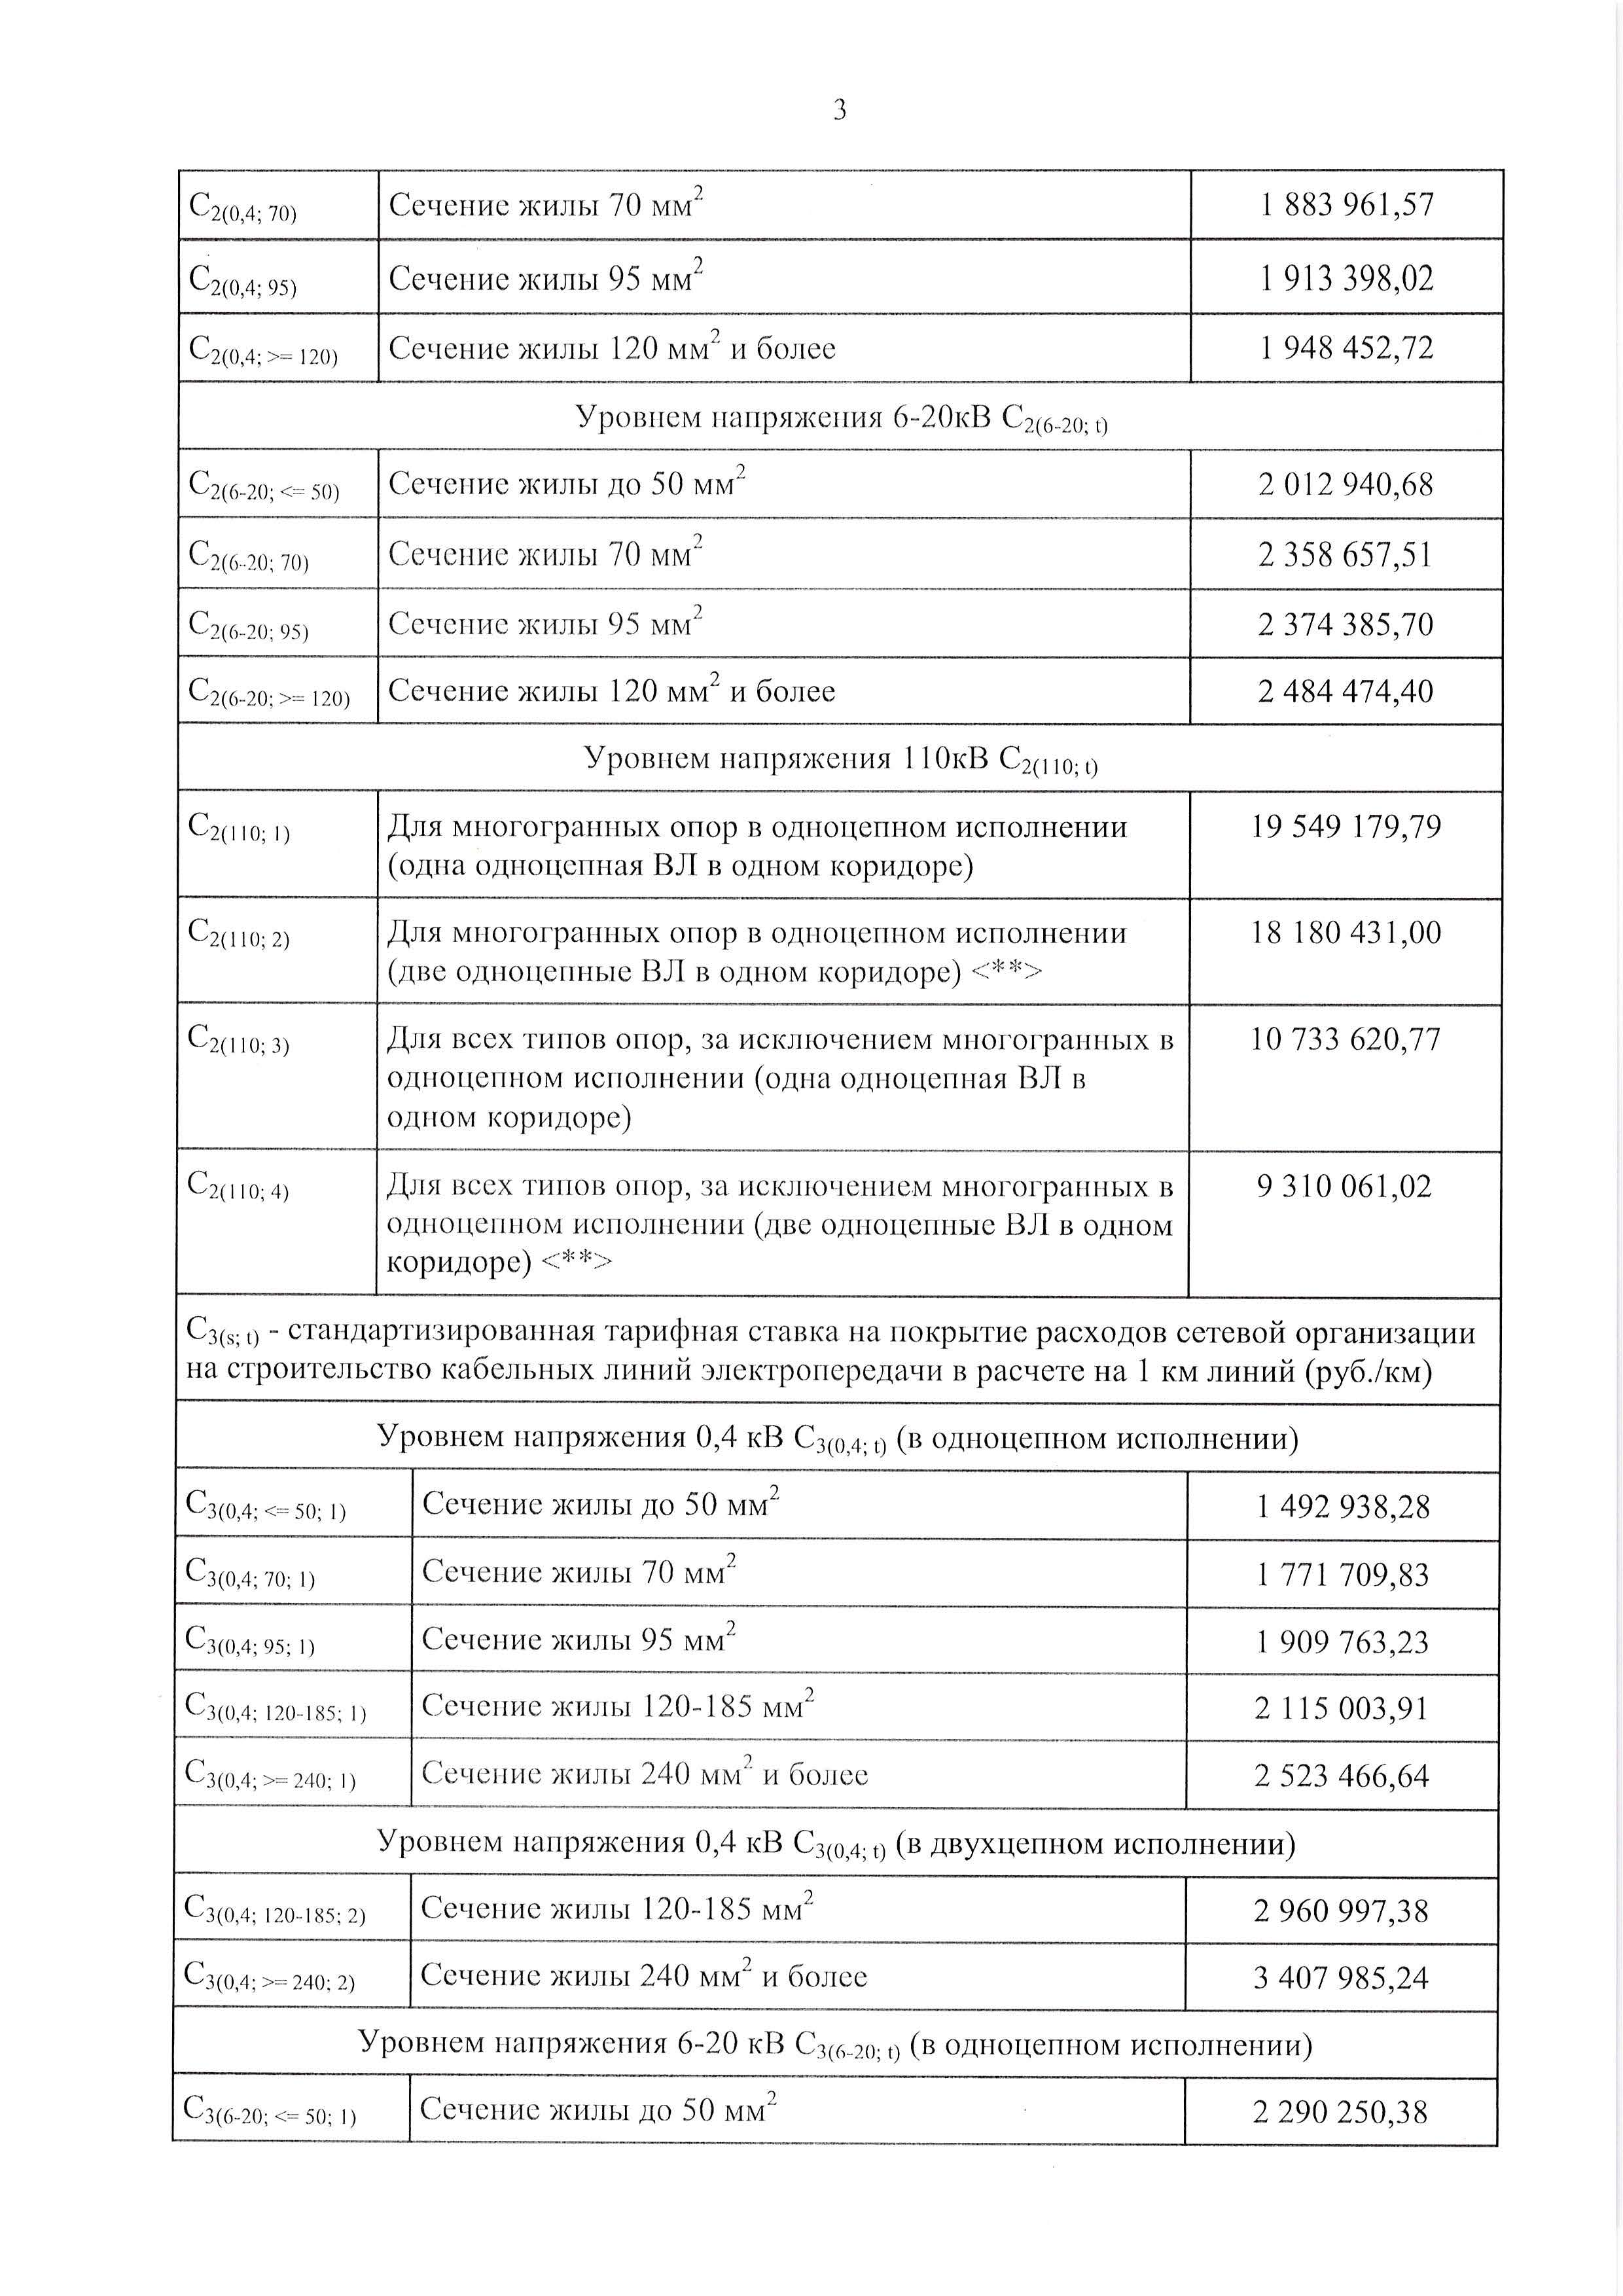 3
C2(0,4; 70) Сечение жилы 70 мм² 1 883 961,57
C2(0,4; 95) Сечение жилы 95 мм² 1 913 398,02
C2(0,4; >= 120) Сечение жилы 120 мм² и более 1 948 452,72
Уровнем напряжения 6-20кВ C2(6-20; t)
C2(6-20; <= 50) Сечение жилы до 50 мм² 2 012 940,68
C2(6-20; 70) Сечение жилы 70 мм² 2 358 657,51
C2(6-20; 95) Сечение жилы 95 мм² 2 374 385,70
C2(6-20; >= 120) Сечение жилы 120 мм² и более 2 484 474,40
Уровнем напряжения 110кВ C2(110; t)
C2(110; 1) Для многогранных опор в одноцепном исполнении 19 549 179,79
(одна одноцепная ВЛ в одном коридоре)
C2(110; 2) Для многогранных опор в одноцепном исполнении 18 180 431,00
(две одноцепные ВЛ в одном коридоре) <**>
C2(110; 3) Для всех типов опор, за исключением многогранных в 10 733 620,77
одноцепном исполнении (одна одноцепная ВЛ в
одном коридоре)
C2(110; 4) Для всех типов опор, за исключением многогранных в 9 310 061,02
одноцепном исполнении (две одноцепные ВЛ в одном
коридоре) <**>
C3(s; t) - стандартизированная тарифная ставка на покрытие расходов сетевой организации
на строительство кабельных линий электропередачи в расчете на 1 км линий (руб./км)
Уровнем напряжения 0,4 кВ C3(0,4; t) (в одноцепном исполнении)
C3(0,4; <= 50; 1) Сечение жилы до 50 мм² 1 492 938,28
C3(0,4; 70; 1) Сечение жилы 70 мм² 1 771 709,83
C3(0,4; 95; 1) Сечение жилы 95 мм² 1 909 763,23
C3(0,4; 120-185; 1) Сечение жилы 120-185 мм² 2 115 003,91
C3(0,4; >= 240; 1) Сечение жилы 240 мм² и более 2 523 466,64
Уровнем напряжения 0,4 кВ C3(0,4; t) (в двухцепном исполнении)
C3(0,4; 120-185; 2) Сечение жилы 120-185 мм² 2 960 997,38
C3(0,4; >= 240; 2) Сечение жилы 240 мм² и более 3 407 985,24
Уровнем напряжения 6-20 кВ C3(6-20; t) (в одноцепном исполнении)
C3(6-20; <= 50; 1) Сечение жилы до 50 мм² 2 290 250,38